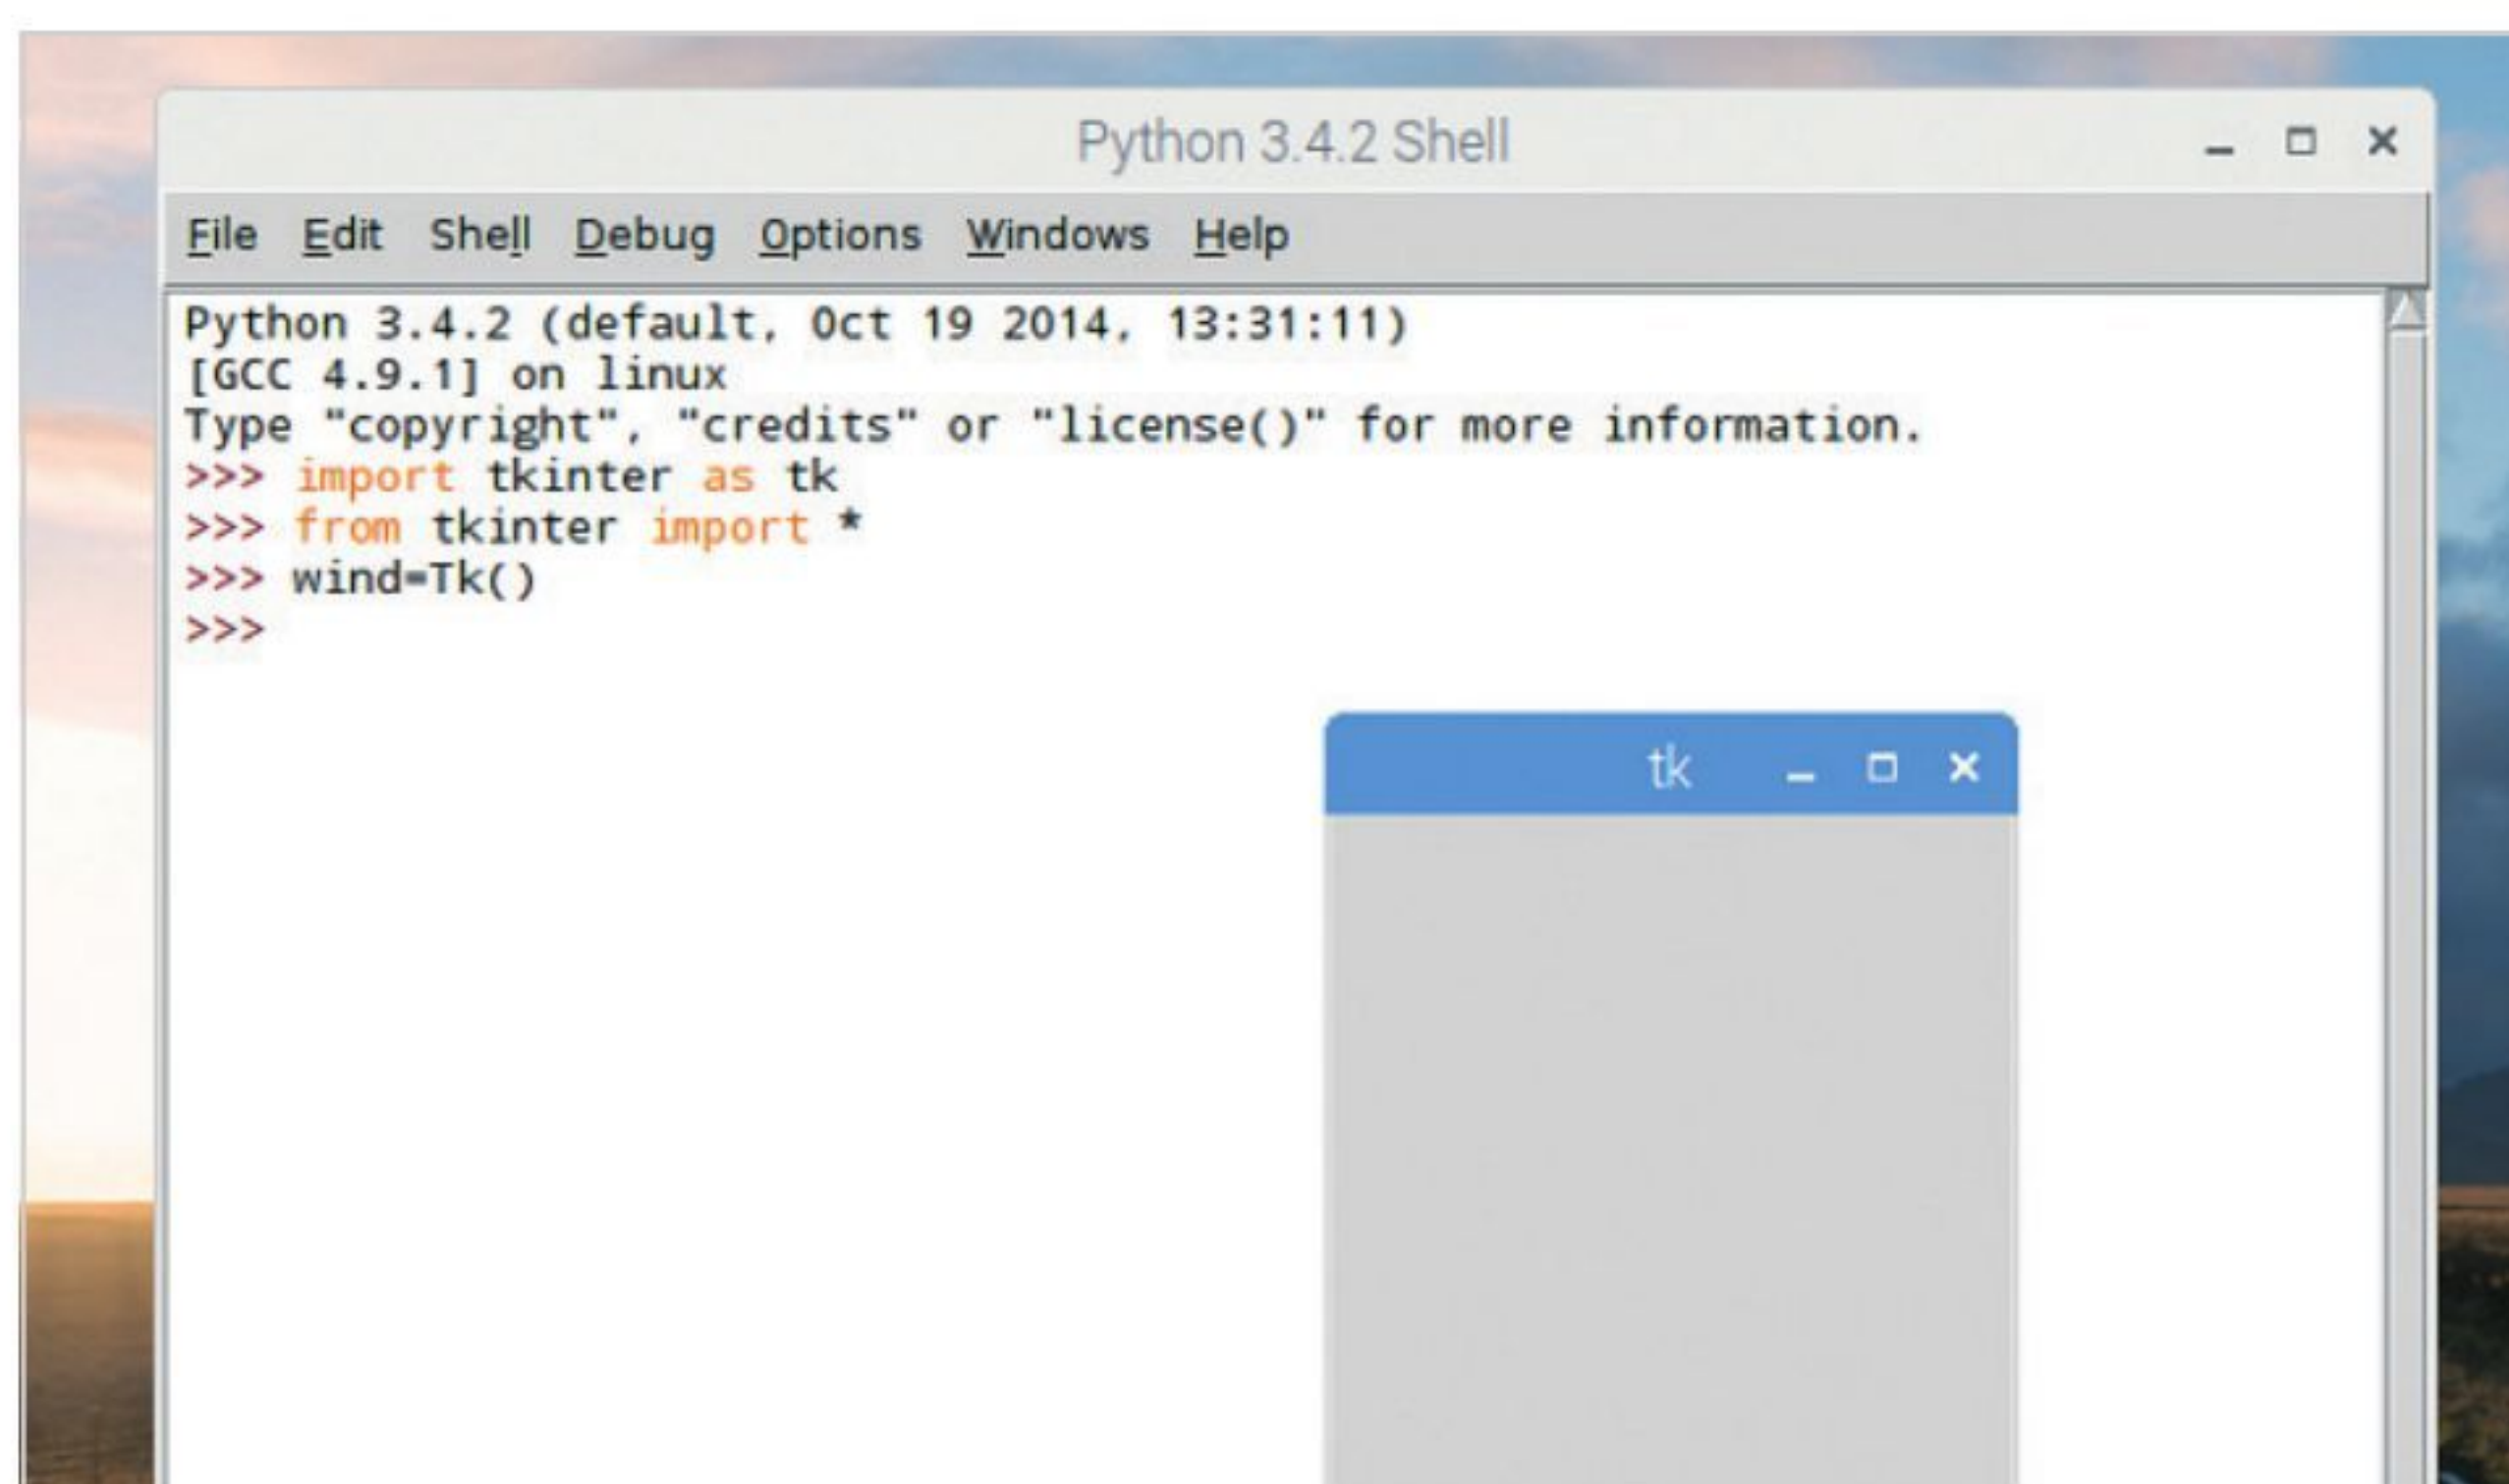 Python 3.4.2 Shell
File Edit Shell Debug Options Windows Help
Python 3.4.2 (default, Oct 19 2014, 13:31:11)
[GCC 4.9.1] on linux
Type "copyright", "credits" or "license()" for more information.
>>> import tkinter as tk
>>> from tkinter import *
>>> wind=Tk()
>>>
tk